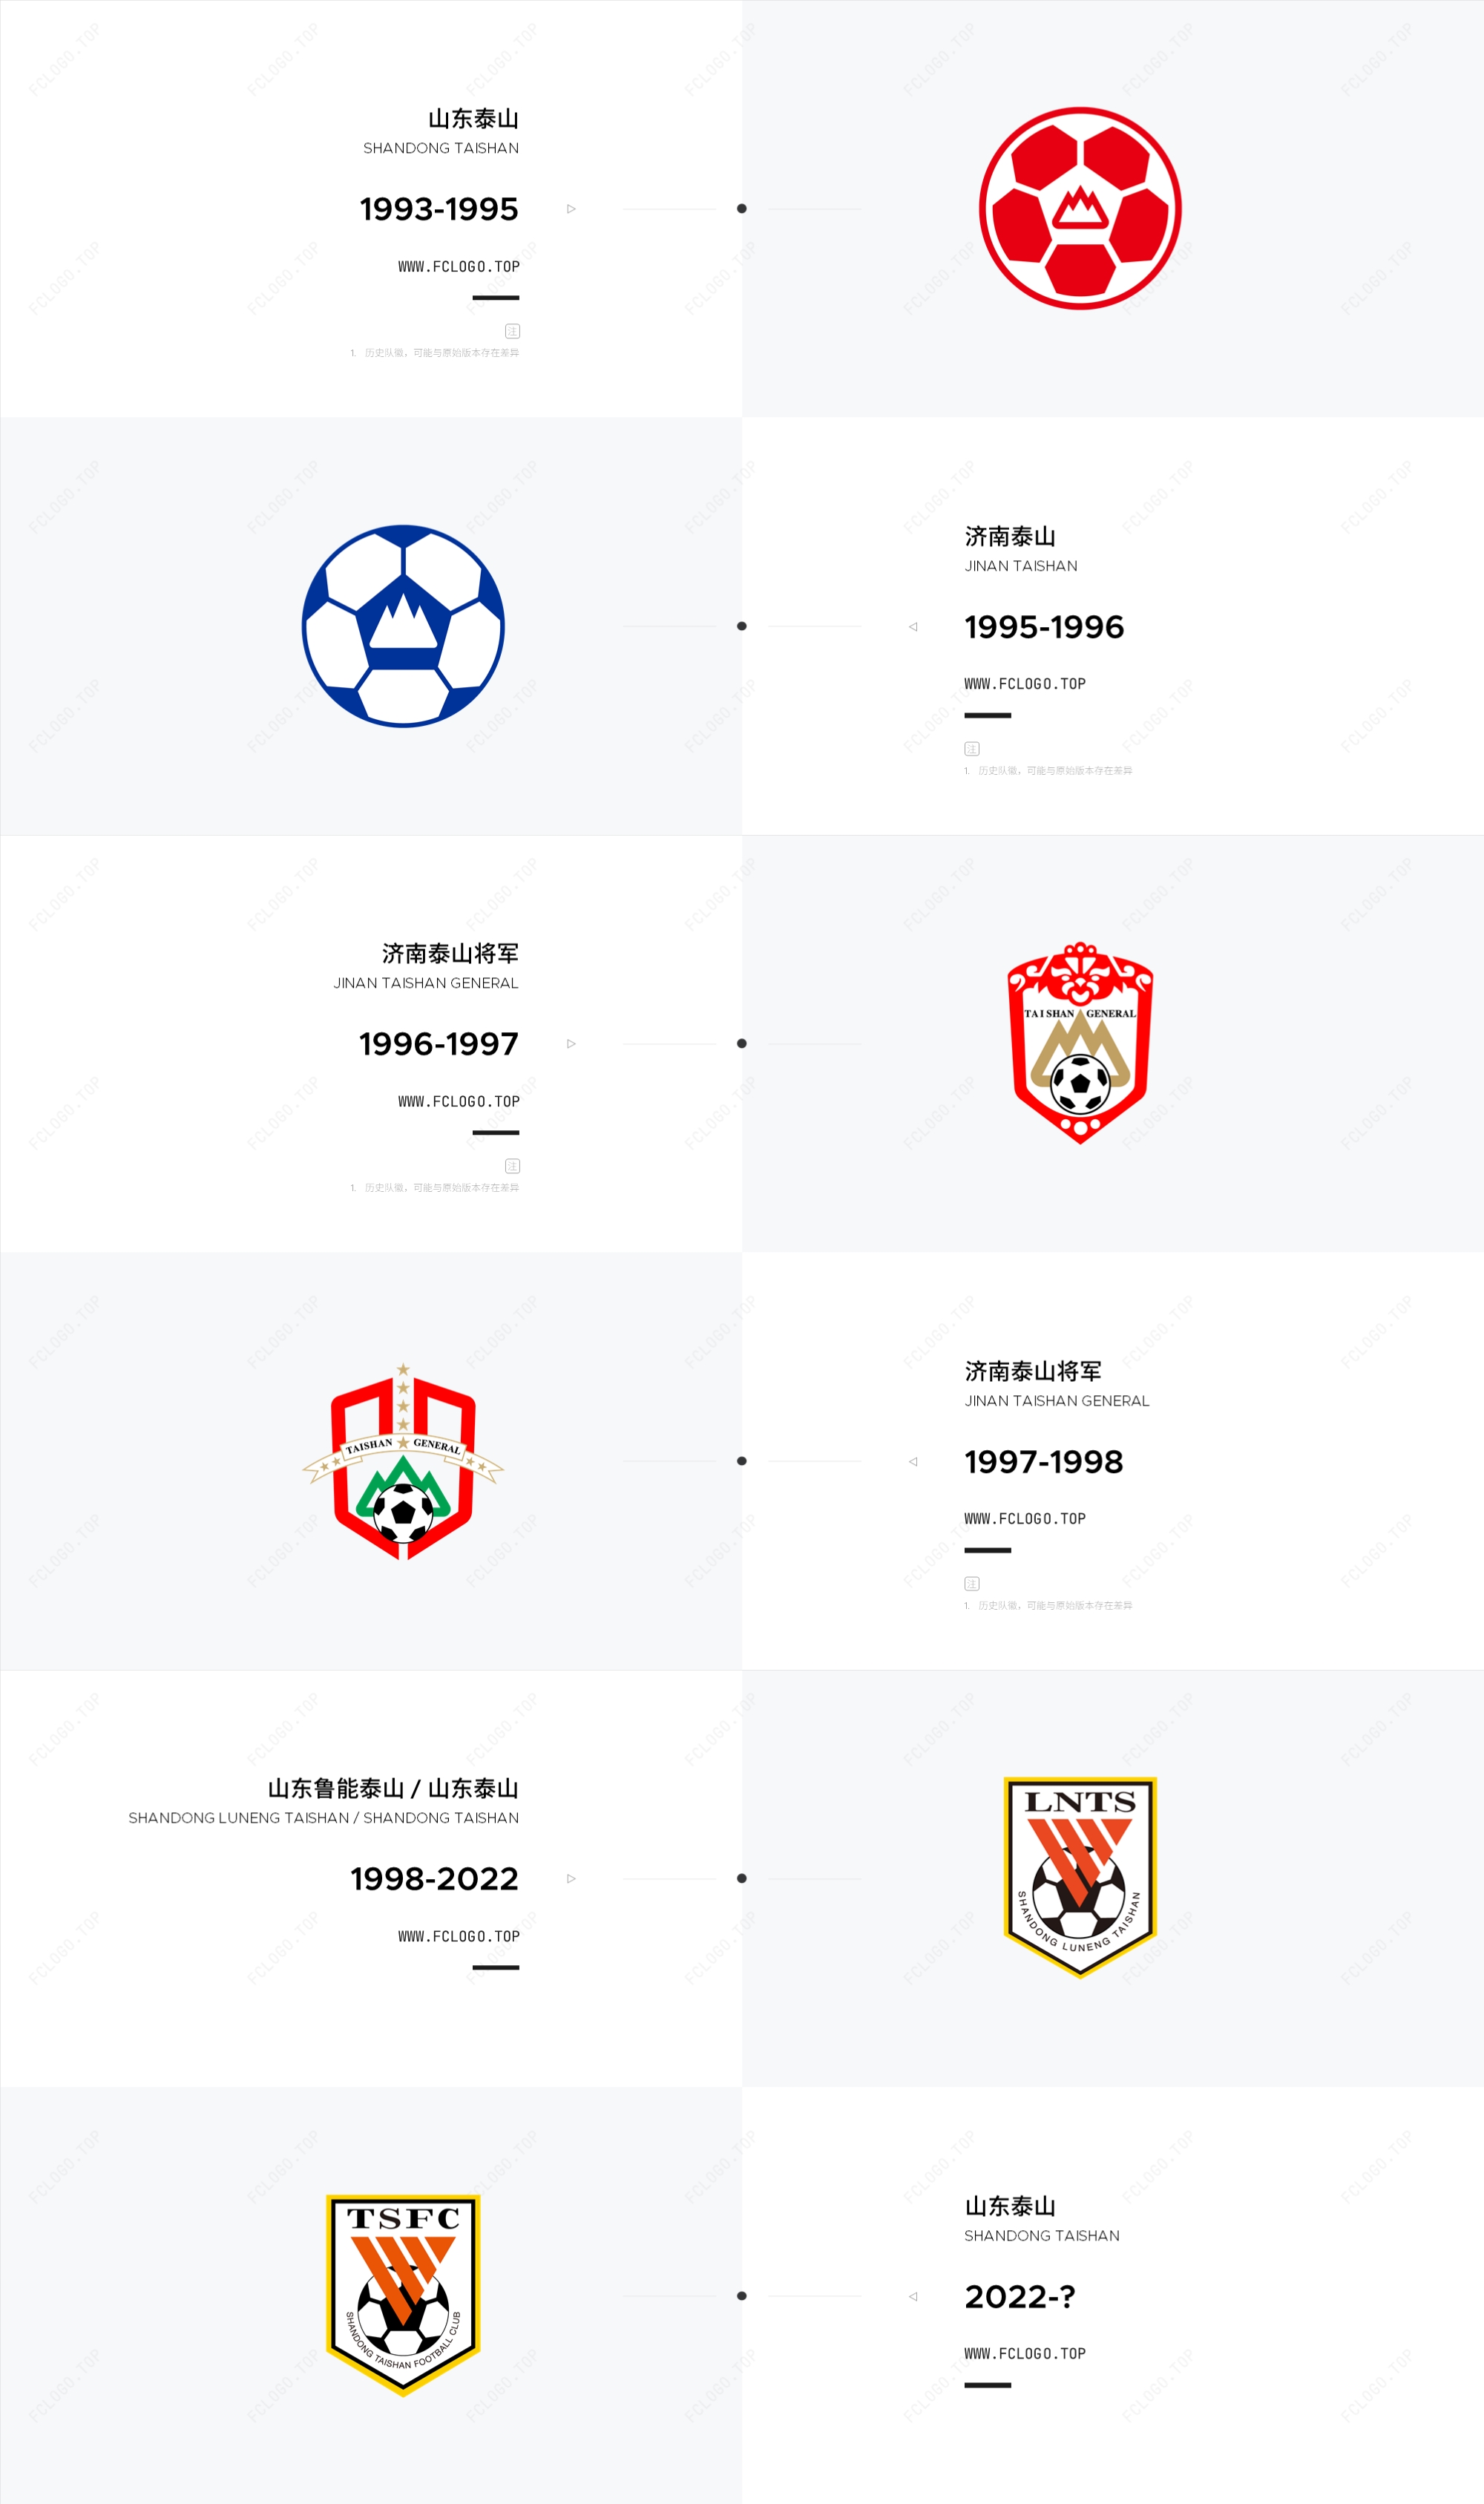 山东泰山
SHANDONG TAISHAN
1993-1995
WWW.FCLOGO.TOP
注
1. 历史队徽，可能与原始版本存在差异
济南泰山
JINAN TAISHAN
1995-1996
WWW.FCLOGO.TOP
注
1. 历史队徽，可能与原始版本存在差异
济南泰山将军
JINAN TAISHAN GENERAL
1996-1997
WWW.FCLOGO.TOP
注
1. 历史队徽，可能与原始版本存在差异
TAISHAN GENERAL
TAISHAN GENERAL
济南泰山将军
JINAN TAISHAN GENERAL
1997-1998
WWW.FCLOGO.TOP
注
1. 历史队徽，可能与原始版本存在差异
山东鲁能泰山 / 山东泰山
SHANDONG LUNENG TAISHAN / SHANDONG TAISHAN
1998-2022
WWW.FCLOGO.TOP
LNTS
SHANDONG LUNENG TAISHAN
TSFC
SHANDONG TAISHAN FOOTBALL CLUB
山东泰山
SHANDONG TAISHAN
2022-?
WWW.FCLOGO.TOP
FCLOGO.TOP